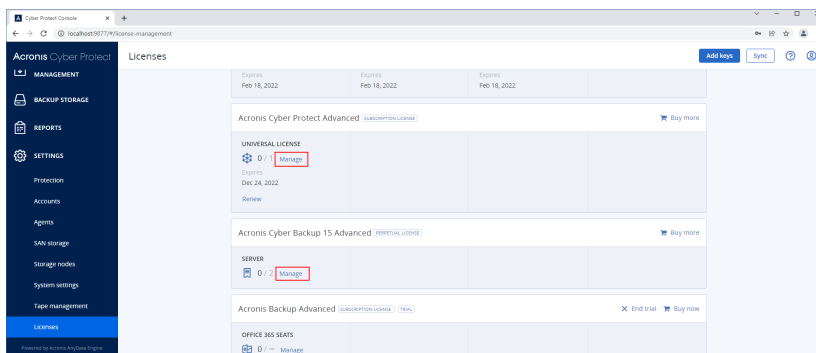 Cyber Protect Console
localhost:9877/#/license-management
Acronis Cyber Protect
Licenses
Add keys
Sync
MANAGEMENT
BACKUP STORAGE
REPORTS
SETTINGS
Protection
Accounts
Agents
SAN storage
Storage nodes
System settings
Tape management
Licenses
Powered by Acronis AnyData Engine
Expires Expires Expires
Feb 18, 2022 Feb 18, 2022 Feb 18, 2022
Acronis Cyber Protect Advanced SUBSCRIPTION LICENSE Buy more
UNIVERSAL LICENSE
0 / 1 Manage
Expires
Dec 24, 2022
Renew
Acronis Cyber Backup 15 Advanced PERPETUAL LICENSE Buy more
SERVER
0 / 2 Manage
Acronis Backup Advanced SUBSCRIPTION LICENSE TRIAL End trial Buy now
OFFICE 365 SEATS
0 / ∞ Manage